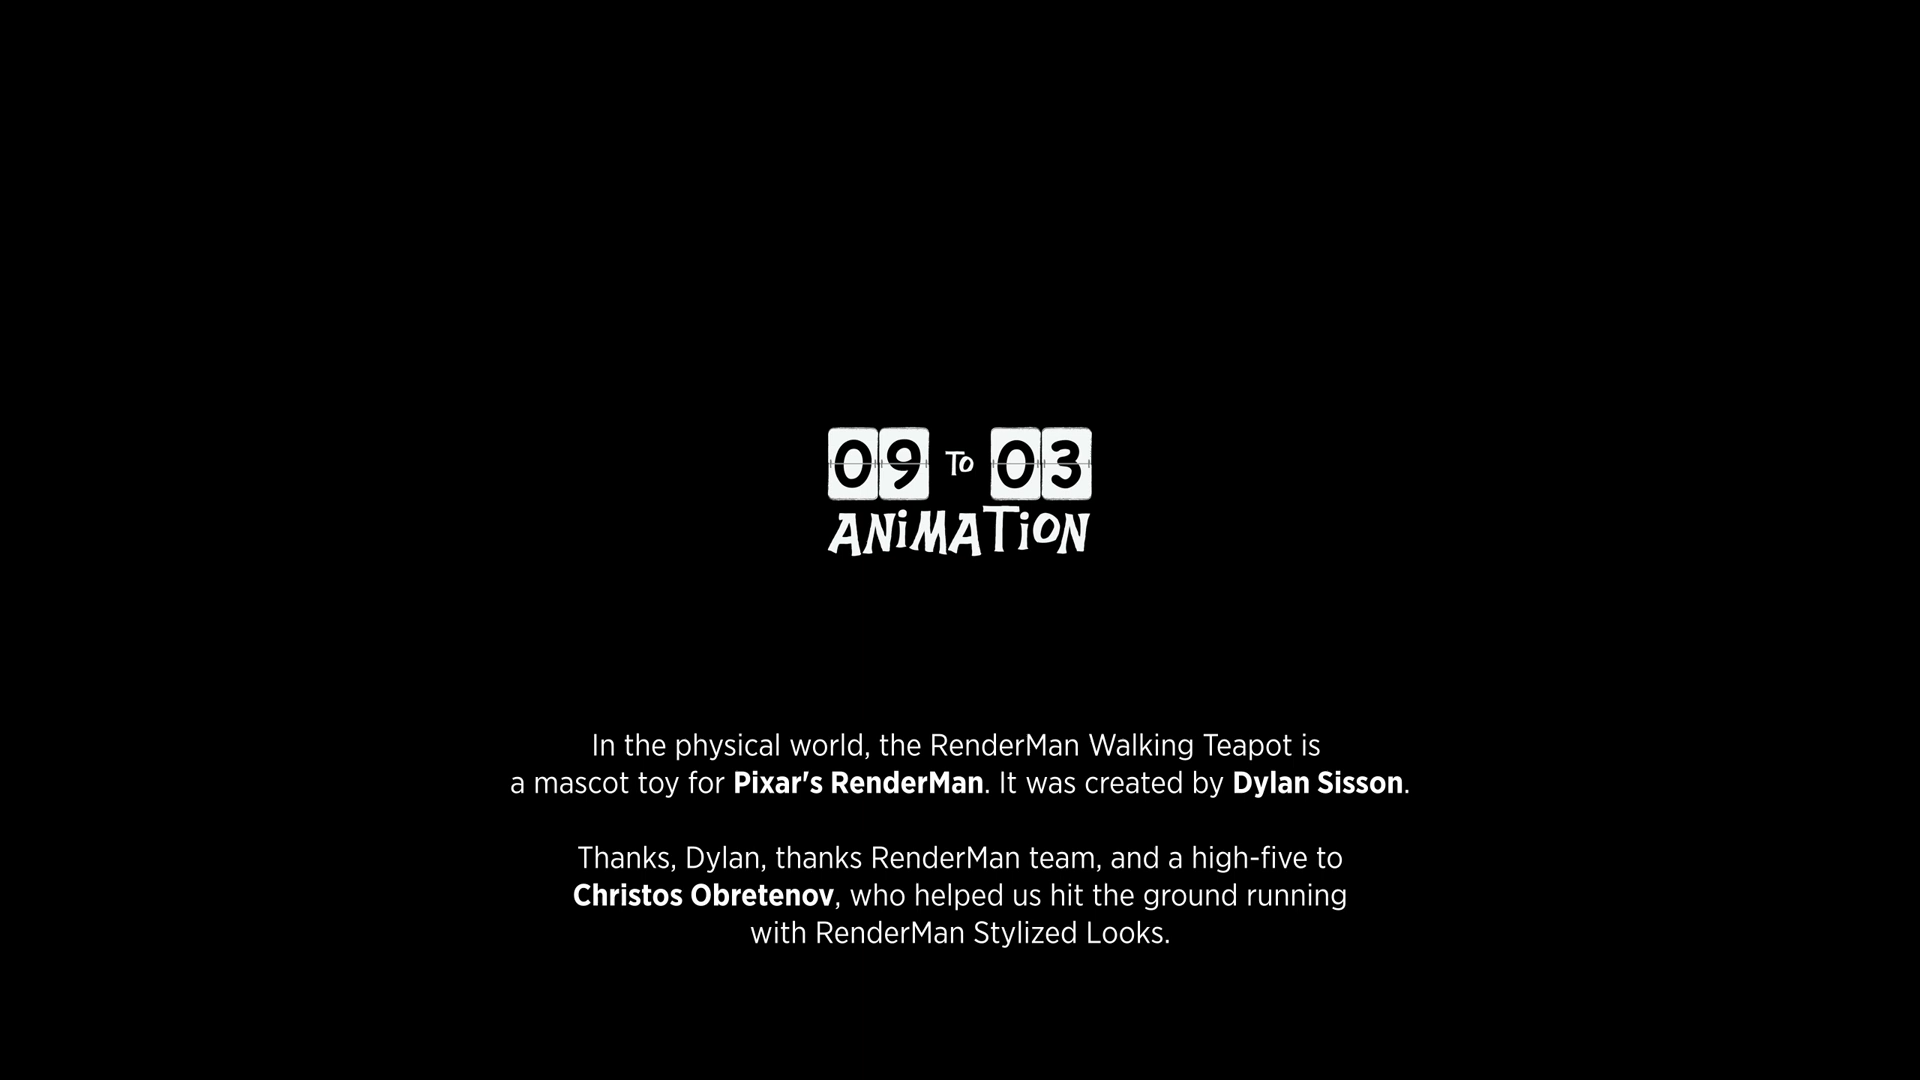 09 To 03
ANiMATiON
In the physical world, the RenderMan Walking Teapot is
a mascot toy for Pixar's RenderMan. It was created by Dylan Sisson.
Thanks, Dylan, thanks RenderMan team, and a high-five to
Christos Obretenov, who helped us hit the ground running
with RenderMan Stylized Looks.